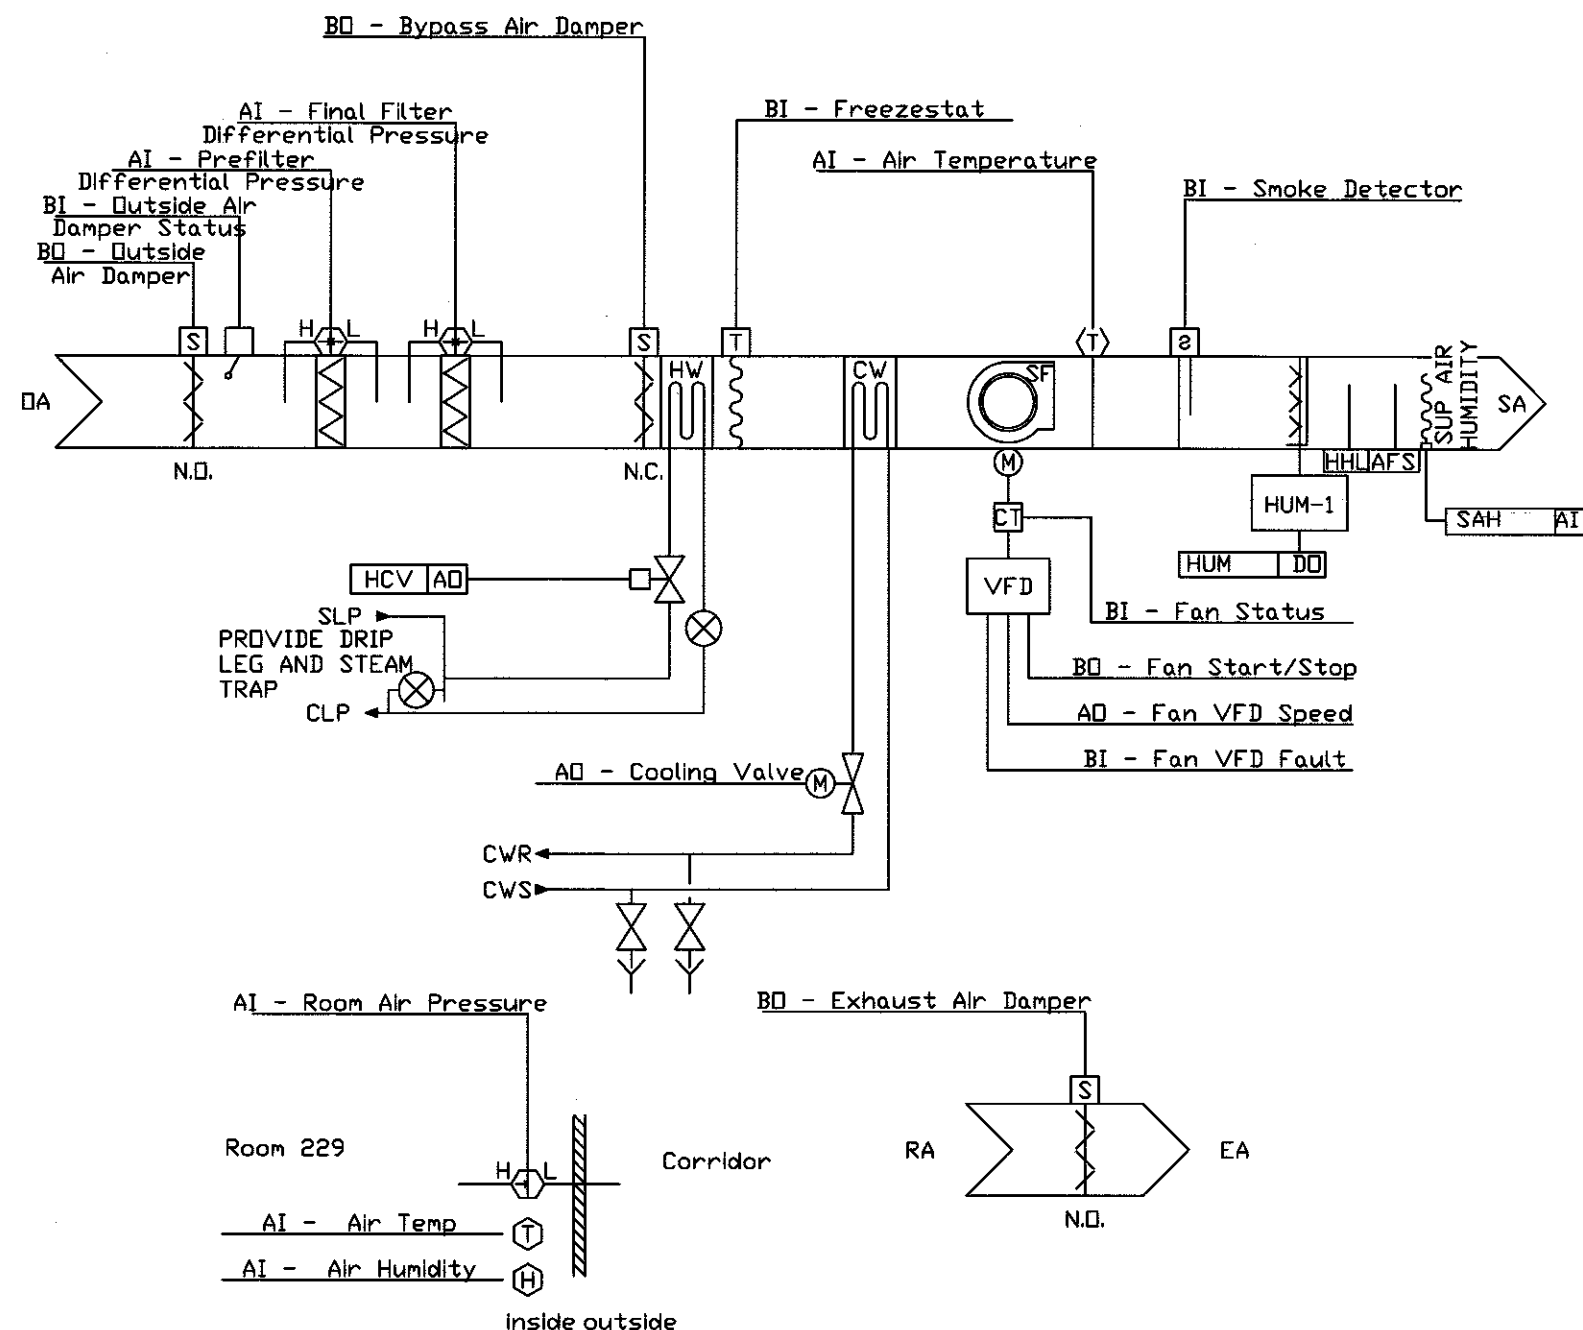 BO - Bypass Air Damper
AI - Final Filter
Differential Pressure
BI - Freezestat
AI - Prefilter
Differential Pressure
AI - Air Temperature
BI - Smoke Detector
BI - Outside Air
Damper Status
BO - Outside
Air Damper
S
H
L
H
L
S
T
T
S
OA
HW
CW
SF
SUP AIR
HUMIDITY
SA
N.O.
N.C.
M
HHL
AFS
HUM-1
CT
SAH
AI
HCV
AO
VFD
HUM
DO
SLP
PROVIDE DRIP
LEG AND STEAM
TRAP
CLP
BI - Fan Status
BO - Fan Start/Stop
AO - Fan VFD Speed
BI - Fan VFD Fault
AO - Cooling Valve
M
CWR
CWS
AI - Room Air Pressure
BO - Exhaust Air Damper
S
Room 229
H
L
Corridor
RA
EA
N.O.
AI - Air Temp
T
AI - Air Humidity
H
inside outside